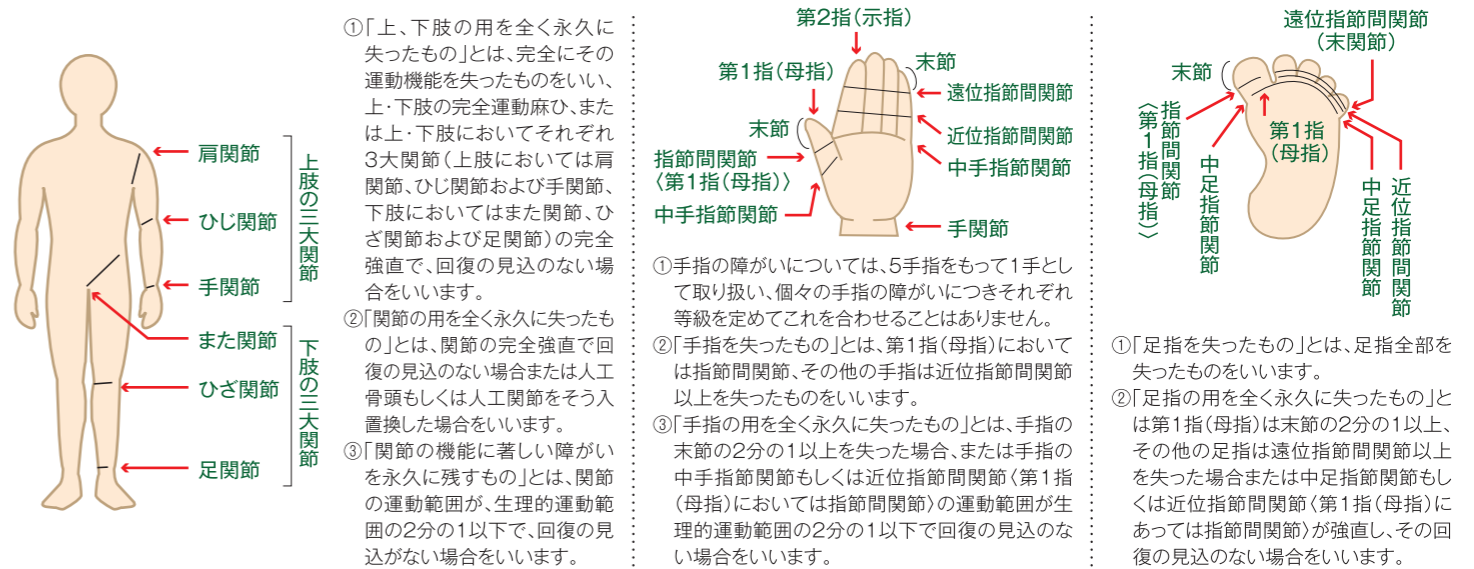 肩関節
ひじ関節
手関節
上肢の三大関節
また関節
ひざ関節
足関節
下肢の三大関節
①「上、下肢の用を全く永久に
失ったもの」とは、完全にその
運動機能を失ったものをいい、
上・下肢の完全運動麻ひ、また
は上・下肢においてそれぞれ
3大関節（上肢においては肩
関節、ひじ関節および手関節、
下肢においてはまた関節、ひ
ざ関節および足関節）の完全
強直で、回復の見込のない場
合をいいます。
②「関節の用を全く永久に失ったも
の」とは、関節の完全強直で回
復の見込のない場合または人工
骨頭もしくは人工関節をそう入
置換した場合をいいます。
③「関節の機能に著しい障がい
を永久に残すもの」とは、関節
の運動範囲が、生理的運動範
囲の2分の1以下で、回復の見
込がない場合をいいます。
第2指（示指）
第1指（母指）
末節
末節
遠位指節間関節
近位指節間関節
指節間関節
〈第1指（母指）〉
中手指節関節
中手指節関節
手関節
①手指の障がいについては、5手指をもって1手とし
て取り扱い、個々の手指の障がいにつきそれぞれ
等級を定めてこれを合わせることはありません。
②「手指を失ったもの」とは、第1指（母指）において
は指節間関節、その他の手指は近位指節間関節
以上を失ったものをいいます。
③「手指の用を全く永久に失ったもの」とは、手指の
末節の2分の1以上を失った場合、または手指の
中手指節関節もしくは近位指節間関節〈第1指
（母指）においては指節間関節〉の運動範囲が生
理的運動範囲の2分の1以下で回復の見込のな
い場合をいいます。
遠位指節間関節
（末関節）
末節
第1指
（母指）
指節間関節
〈第1指（母指）〉
中足指節関節
中足指節関節
近位指節間関節
①「足指を失ったもの」とは、足指全部を
失ったものをいいます。
②「足指の用を全く永久に失ったもの」と
は第1指（母指）は末節の2分の1以上、
その他の足指は遠位指節間関節以上
を失った場合または中足指節関節もし
くは近位指節間関節〈第1指（母指）に
あっては指節間関節〉が強直し、その回
復の見込のない場合をいいます。